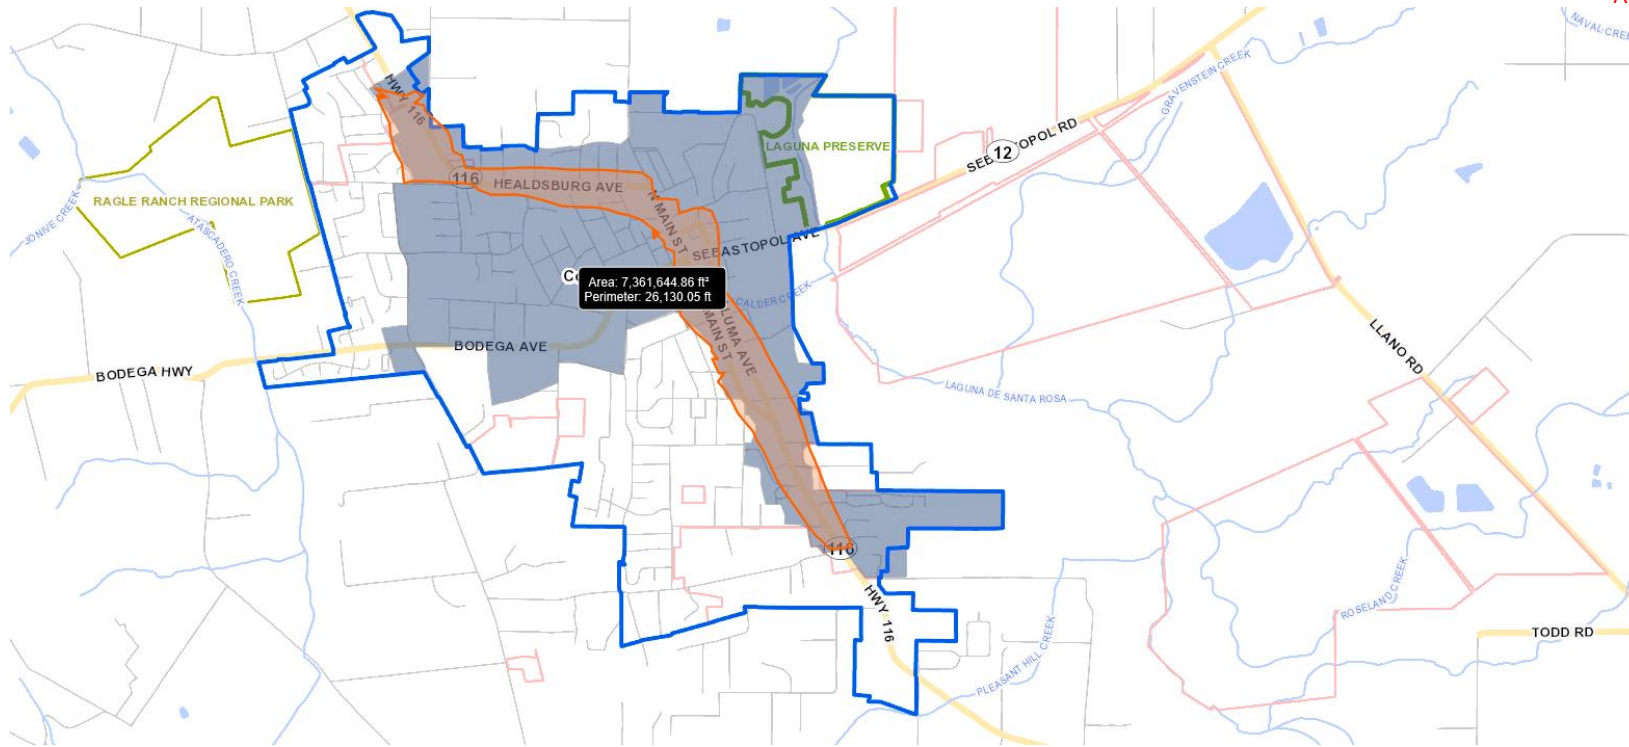 NAVAL CREE
GRAVENSTEIN CREEK
HWY 116
SEBASTOPOL RD
12
LAGUNA PRESERVE
116
HEALDSBURG AVE
RAGLE RANCH REGIONAL PARK
JONIVE CREEK
ATASCADERO CREEK
N MAIN ST
SEBASTOPOL AVE
Area: 7,361,644.86 ft²
Perimeter: 26,130.05 ft
CALDER CREEK
LUMA AVE
MAIN ST
BODEGA AVE
BODEGA HWY
LLANO RD
LAGUNA DE SANTA ROSA
116
HWY 116
ROSELAND CREEK
TODD RD
PLEASANT HILL CREEK